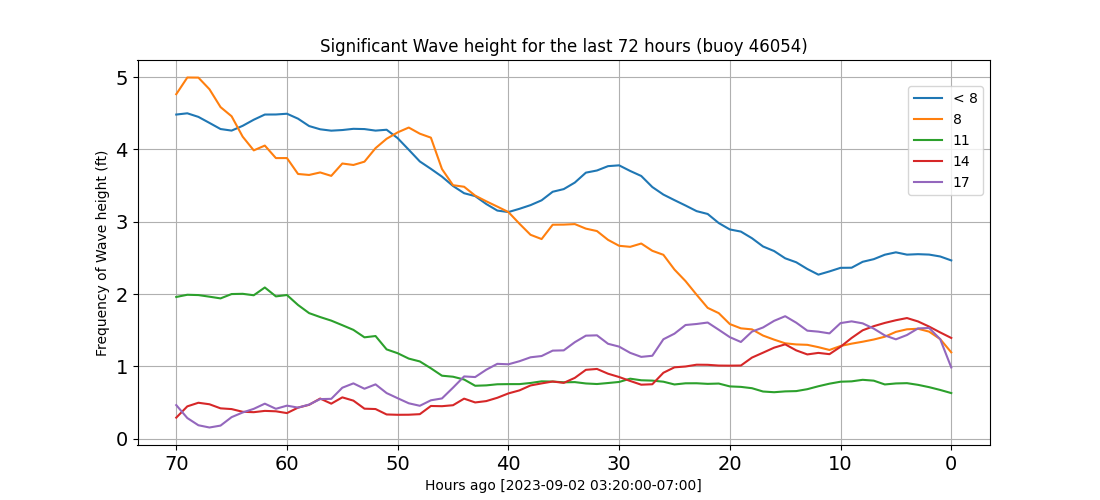 Significant Wave height for the last 72 hours (buoy 46054)
Frequency of Wave height (ft)
5
4
3
2
1
0
< 8
8
11
14
17
70 60 50 40 30 20 10 0
Hours ago [2023-09-02 03:20:00-07:00]